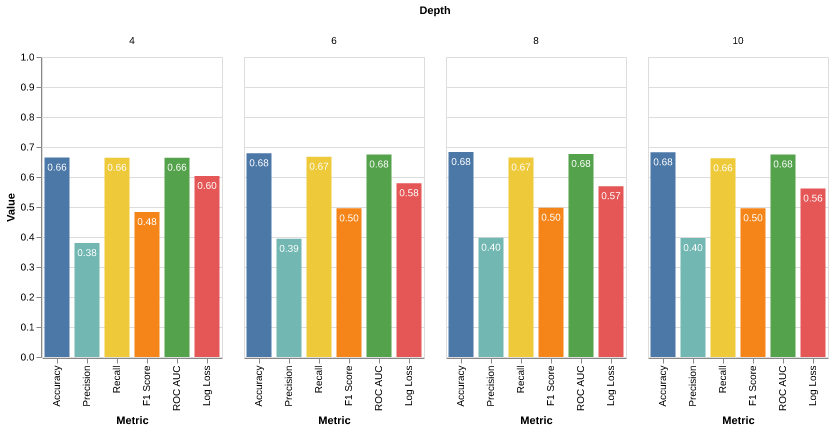 Depth
4 6 8 10
Value
1.0
0.9
0.8
0.7
0.6
0.5
0.4
0.3
0.2
0.1
0.0
0.66 0.38 0.66 0.48 0.66 0.60
0.68 0.39 0.67 0.50 0.68 0.58
0.68 0.40 0.67 0.50 0.68 0.57
0.68 0.40 0.66 0.50 0.68 0.56
Accuracy Precision Recall F1 Score ROC AUC Log Loss
Accuracy Precision Recall F1 Score ROC AUC Log Loss
Accuracy Precision Recall F1 Score ROC AUC Log Loss
Accuracy Precision Recall F1 Score ROC AUC Log Loss
Metric Metric Metric Metric